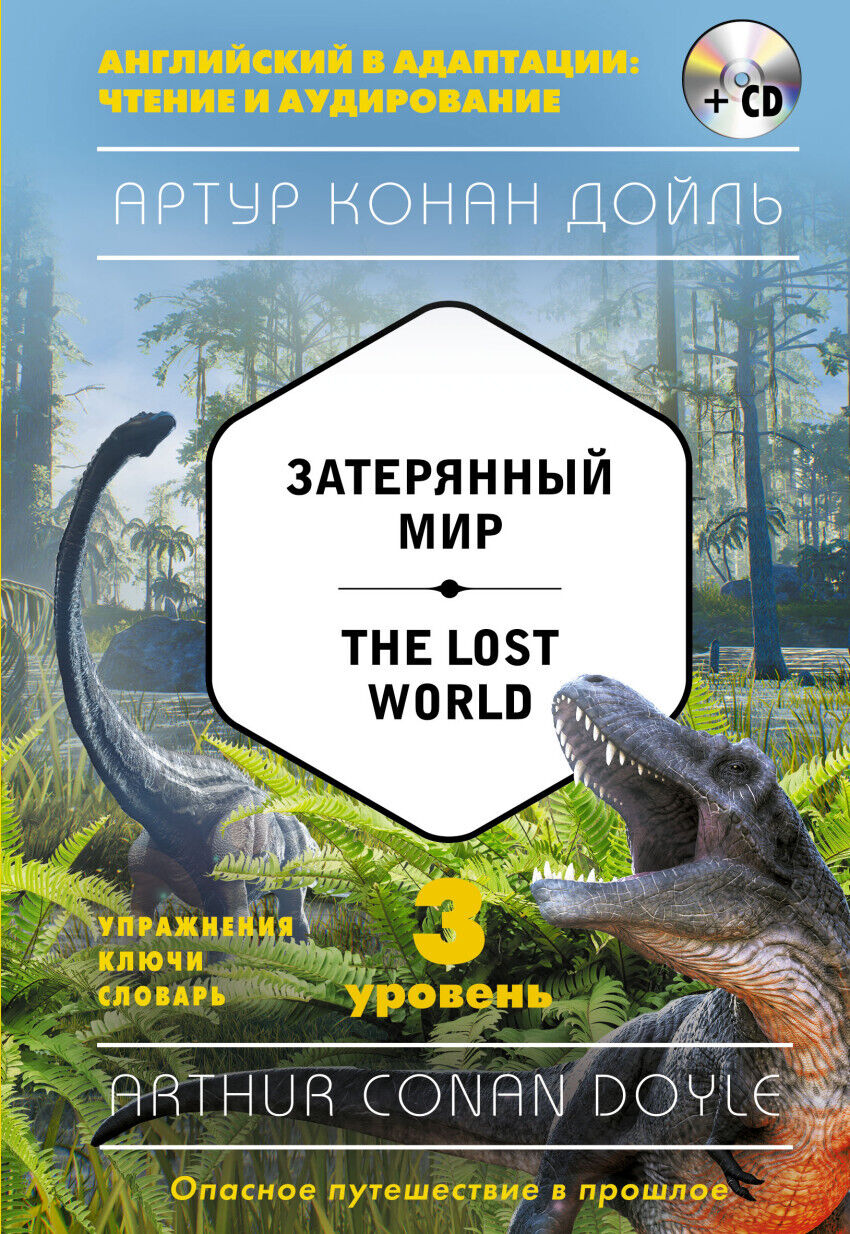 АНГЛИЙСКИЙ В АДАПТАЦИИ:
ЧТЕНИЕ И АУДИРОВАНИЕ
+ CD
АРТУР КОНАН ДОЙЛЬ
ЗАТЕРЯННЫЙ
МИР
THE LOST
WORLD
УПРАЖНЕНИЯ
КЛЮЧИ
СЛОВАРЬ
3
уровень
ARTHUR CONAN DOYLE
Опасное путешествие в прошлое